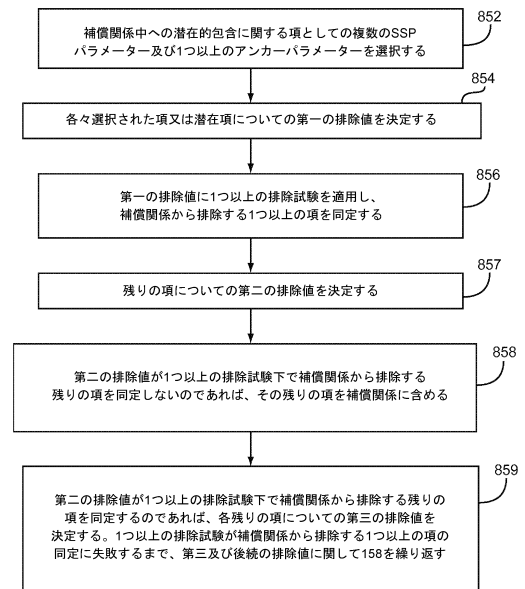 852
補償関係中への潜在的包含に関する項としての複数のSSP
パラメーター及び1つ以上のアンカーパラメーターを選択する
854
各々選択された項又は潜在項についての第一の排除値を決定する
856
第一の排除値に1つ以上の排除試験を適用し、
補償関係から排除する1つ以上の項を同定する
857
残りの項についての第二の排除値を決定する
858
第二の排除値が1つ以上の排除試験下で補償関係から排除する
残りの項を同定しないのであれば、その残りの項を補償関係に含める
859
第二の排除値が1つ以上の排除試験下で補償関係から排除する残りの
項を同定するのであれば、各残りの項についての第三の排除値を
決定する。1つ以上の排除試験が補償関係から排除する1つ以上の項の
同定に失敗するまで、第三及び後続の排除値に関して158を繰り返す